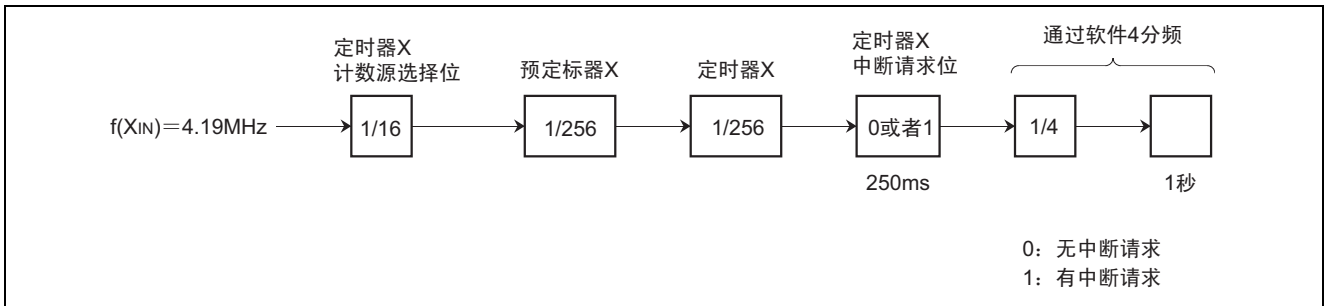 定时器X
计数源选择位
预定标器X
定时器X
定时器X
中断请求位
通过软件4分频
f(XIN)＝4.19MHz
1/16
1/256
1/256
0或者1
1/4
250ms
1秒
0：无中断请求
1：有中断请求